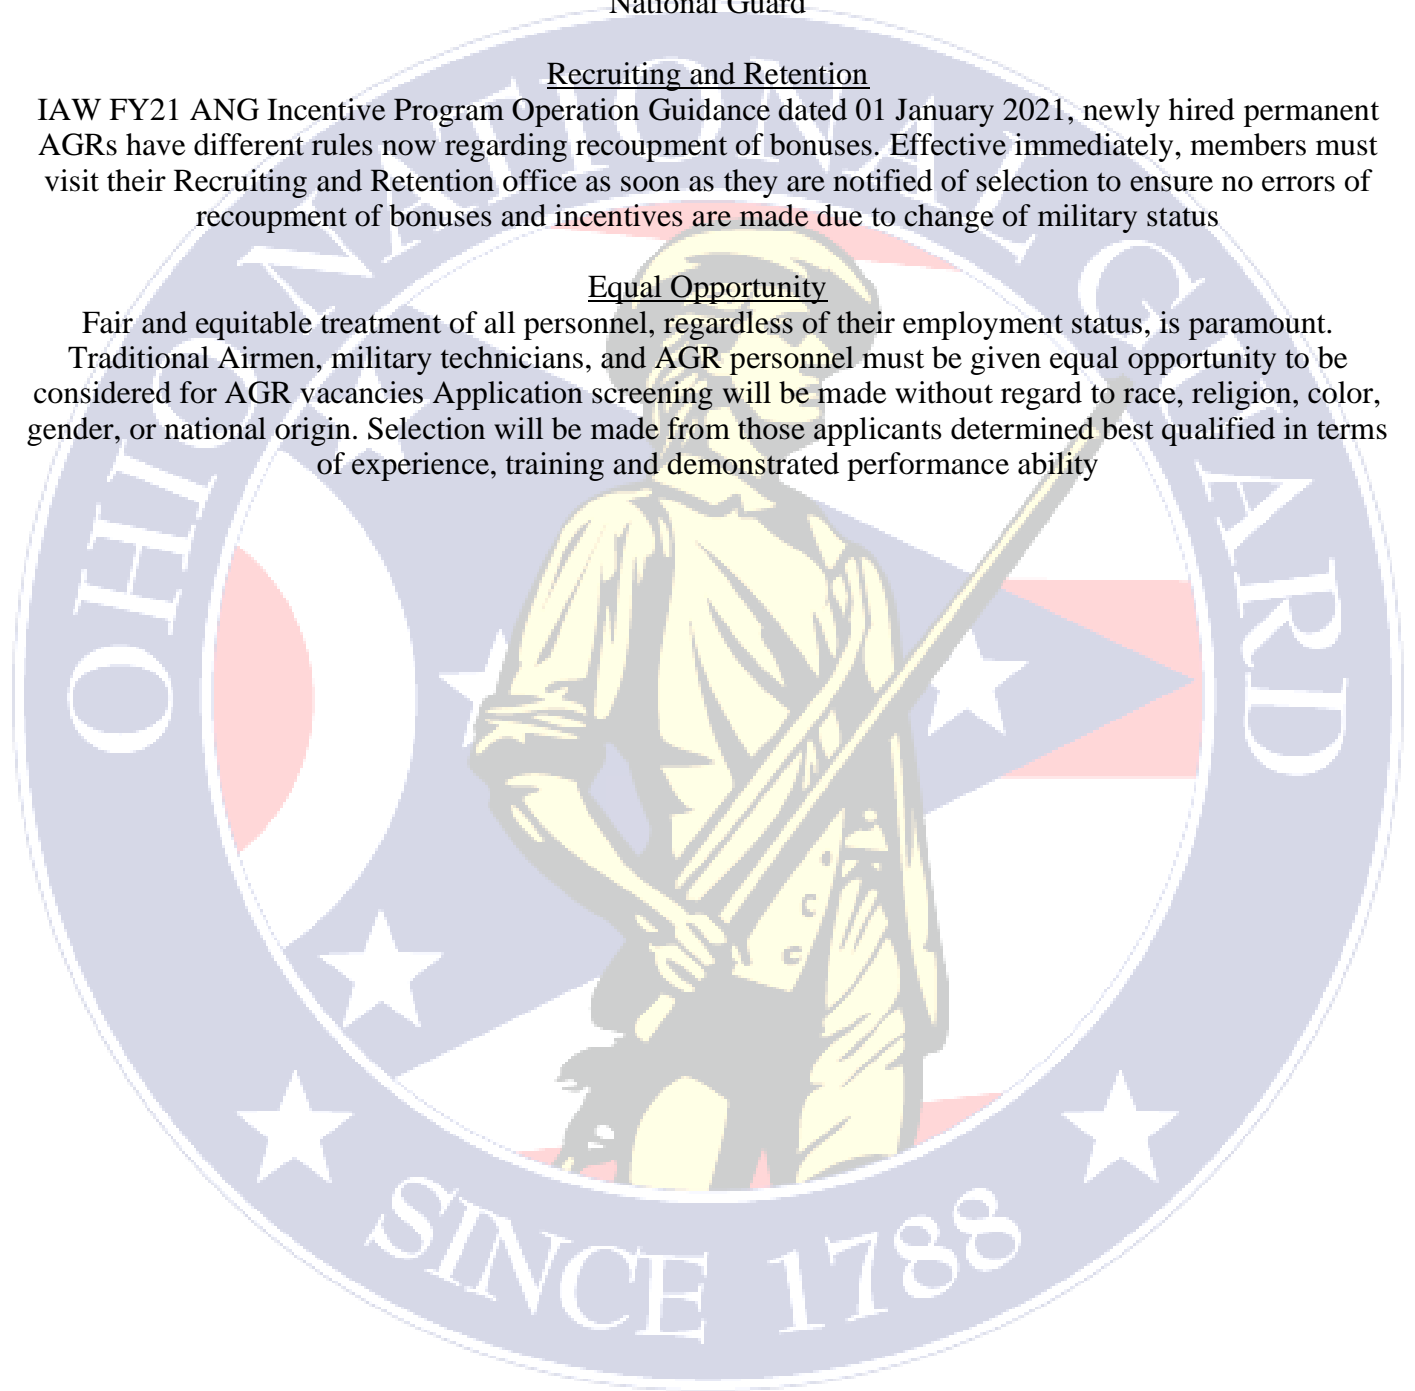 National Guard
Recruiting and Retention
IAW FY21 ANG Incentive Program Operation Guidance dated 01 January 2021, newly hired permanent
AGRs have different rules now regarding recoupment of bonuses. Effective immediately, members must
visit their Recruiting and Retention office as soon as they are notified of selection to ensure no errors of
recoupment of bonuses and incentives are made due to change of military status
Equal Opportunity
Fair and equitable treatment of all personnel, regardless of their employment status, is paramount.
Traditional Airmen, military technicians, and AGR personnel must be given equal opportunity to be
considered for AGR vacancies Application screening will be made without regard to race, religion, color,
gender, or national origin. Selection will be made from those applicants determined best qualified in terms
of experience, training and demonstrated performance ability
OHIO NATIONAL GUARD
SINCE 1788